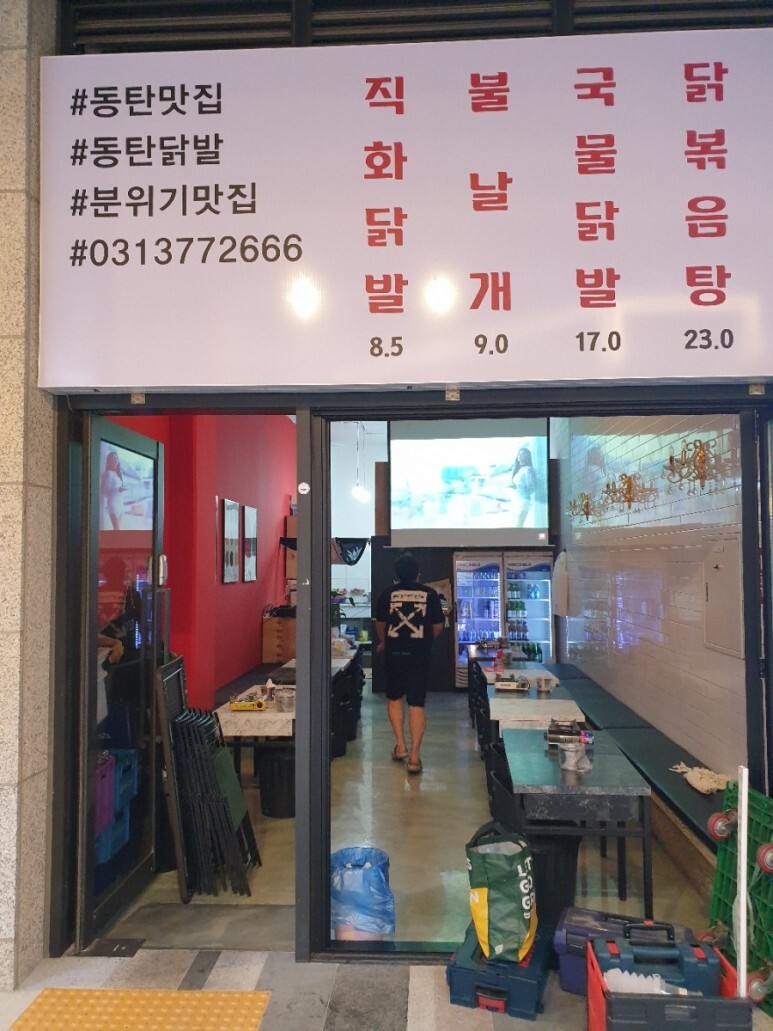 #동탄맛집
#동탄닭발
#분위기맛집
#0313772666
직화닭발
8.5
불날개
9.0
국물닭발
17.0
닭볶음탕
23.0